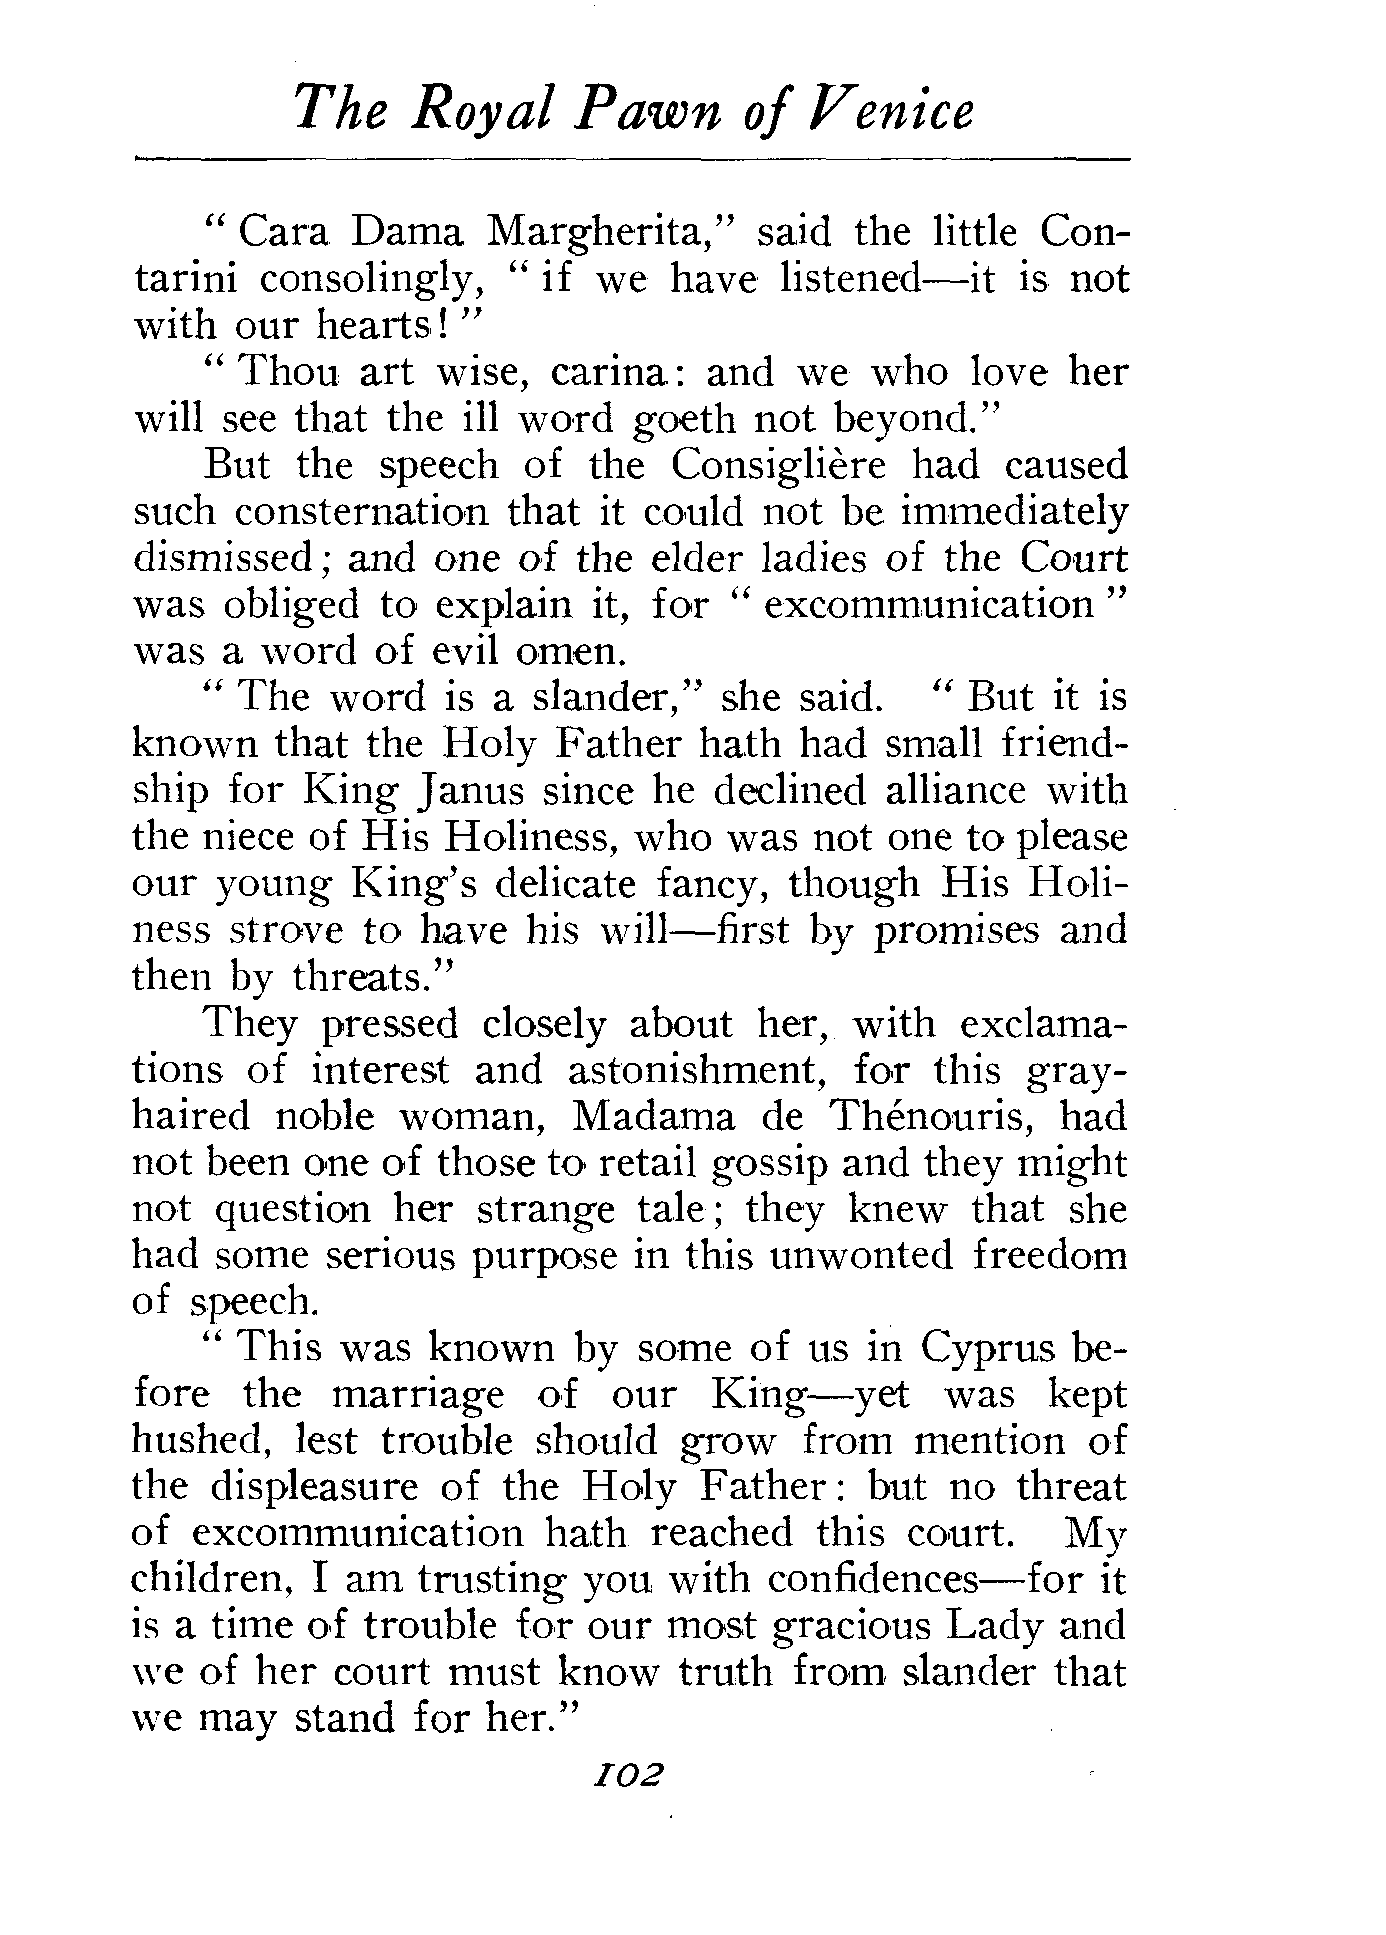 The Royal Pawn of Venice
“ Cara Dama Margherita,” said the little Con-
tarini consolingly, “ if we have listened—it is not
with our hearts! ”
“ Thou art wise, carina: and we who love her
will see that the ill word goeth not beyond.”
But the speech of the Consiglière had caused
such consternation that it could not be immediately
dismissed; and one of the elder ladies of the Court
was obliged to explain it, for “ excommunication ”
was a word of evil omen.
“ The word is a slander,” she said. “ But it is
known that the Holy Father hath had small friend-
ship for King Janus since he declined alliance with
the niece of His Holiness, who was not one to please
our young King’s delicate fancy, though His Holi-
ness strove to have his will—first by promises and
then by threats.”
They pressed closely about her, with exclama-
tions of interest and astonishment, for this gray-
haired noble woman, Madama de Thénouris, had
not been one of those to retail gossip and they might
not question her strange tale; they knew that she
had some serious purpose in this unwonted freedom
of speech.
“ This was known by some of us in Cyprus be-
fore the marriage of our King—yet was kept
hushed, lest trouble should grow from mention of
the displeasure of the Holy Father: but no threat
of excommunication hath reached this court. My
children, I am trusting you with confidences—for it
is a time of trouble for our most gracious Lady and
we of her court must know truth from slander that
we may stand for her.”
102